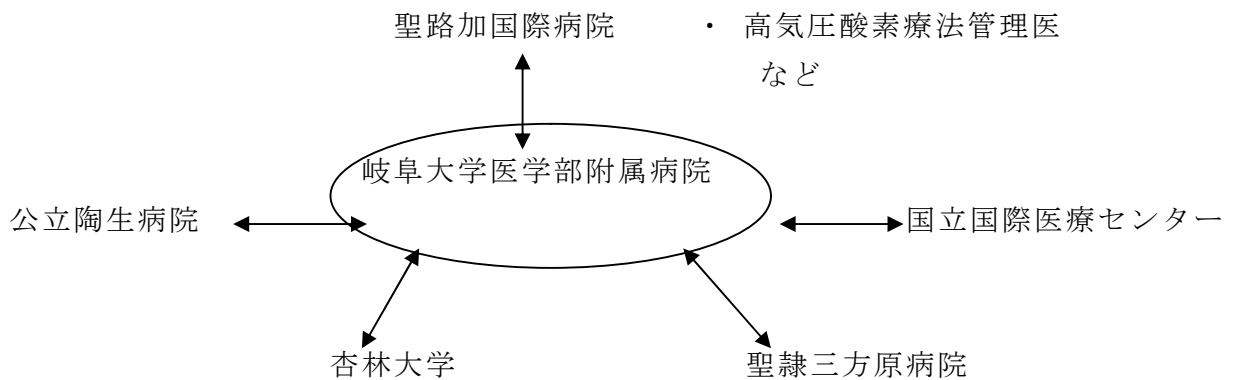 聖路加国際病院
・ 高気圧酸素療法管理医
など
岐阜大学医学部附属病院
公立陶生病院
国立国際医療センター
杏林大学
聖隷三方原病院